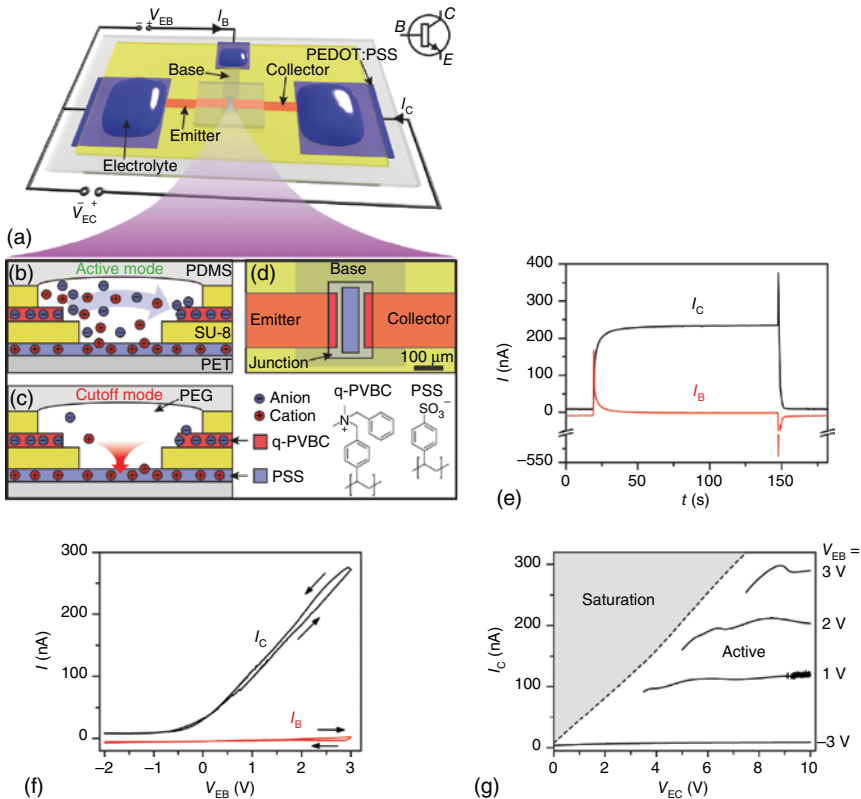 V_EB
− +
I_B
B
C
E
PEDOT:PSS
Base
Collector
I_C
Emitter
Electrolyte
− +
V_EC
(a)
(b)
Active mode
PDMS
SU-8
PET
(d)
Base
Emitter
Collector
Junction
100 μm
(c)
Cutoff mode
PEG
Anion
Cation
q-PVBC
PSS
q-PVBC
N
+
PSS
SO₃⁻
400
300
200
100
0
−550
I (nA)
I_C
I_B
0
50
100
150
t (s)
(e)
300
200
100
0
I (nA)
I_C
I_B
−2
−1
0
1
2
3
V_EB (V)
(f)
300
200
100
0
I_C (nA)
Saturation
Active
V_EB =
3 V
2 V
1 V
−3 V
0
2
4
6
8
10
V_EC (V)
(g)